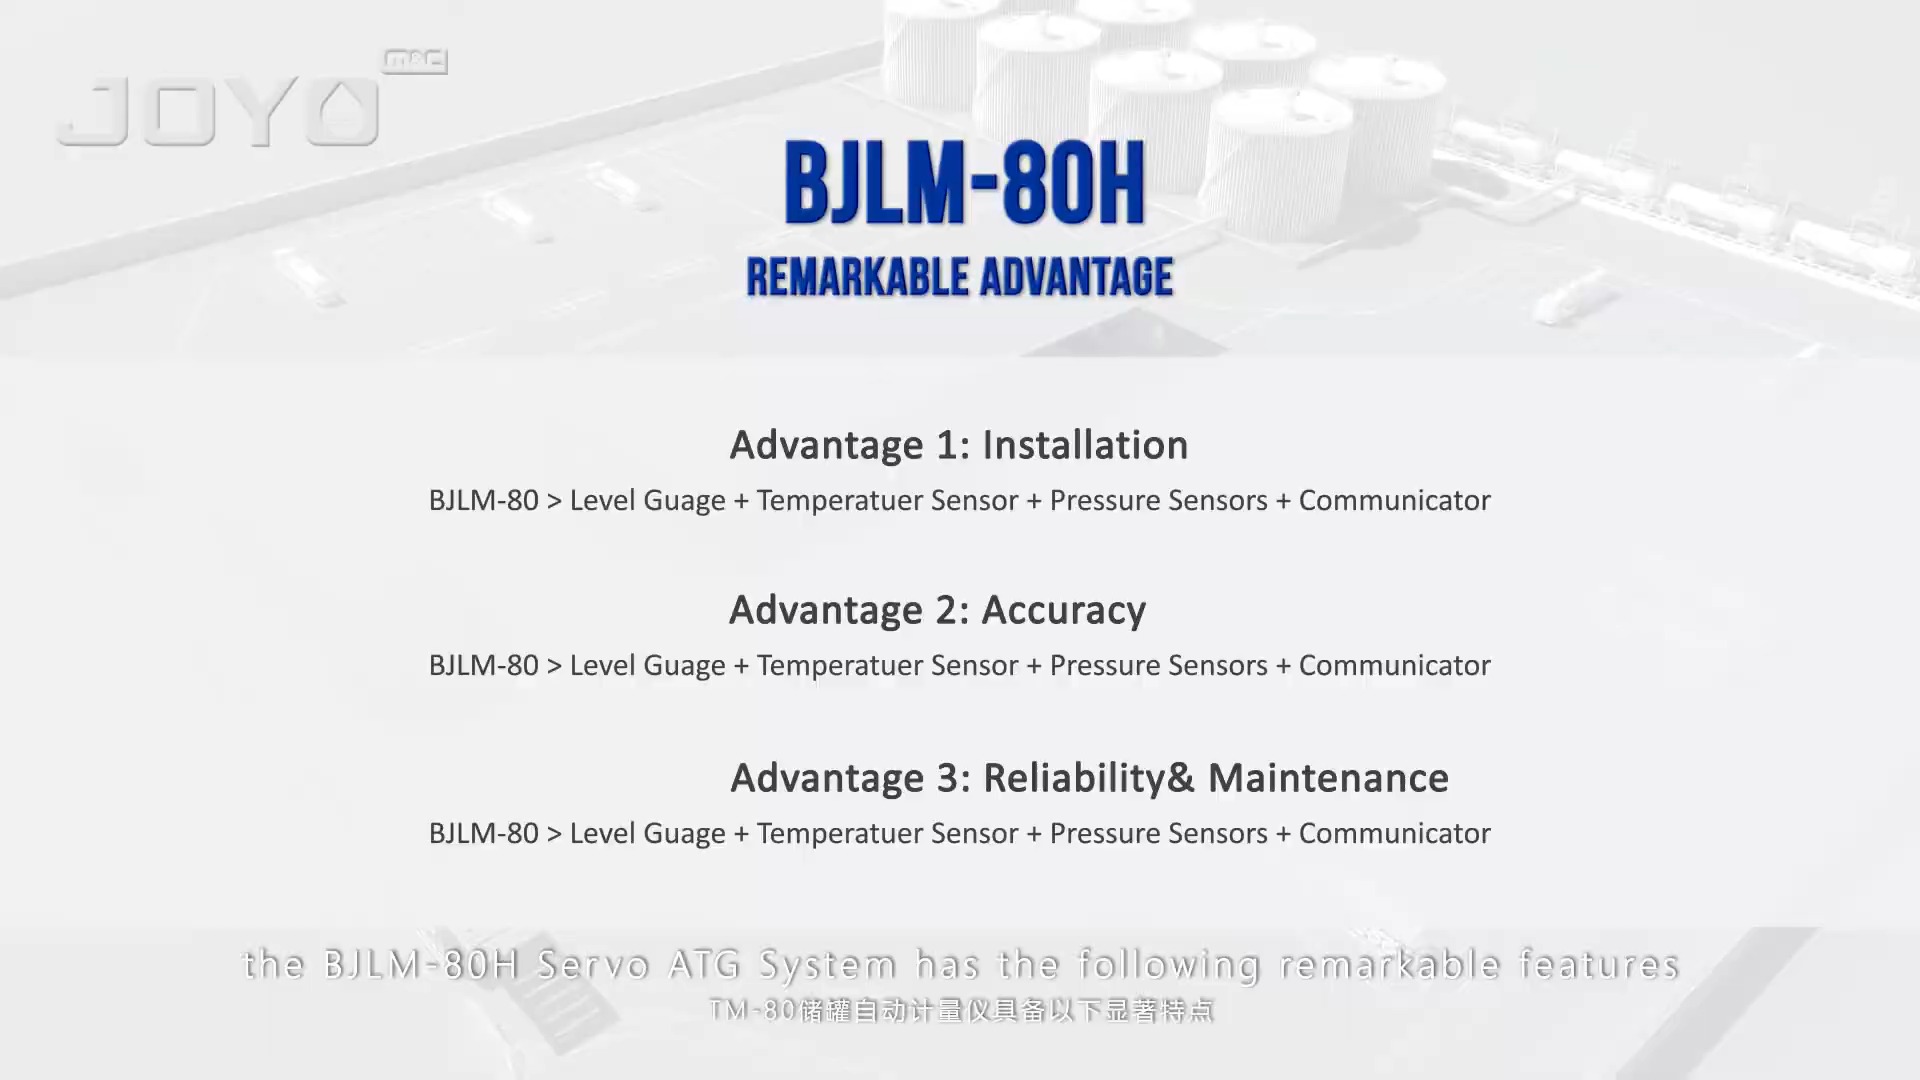 JOYO M&C
BJLM-80H
REMARKABLE ADVANTAGE
Advantage 1: Installation
BJLM-80 > Level Guage + Temperatuer Sensor + Pressure Sensors + Communicator
Advantage 2: Accuracy
BJLM-80 > Level Guage + Temperatuer Sensor + Pressure Sensors + Communicator
Advantage 3: Reliability& Maintenance
BJLM-80 > Level Guage + Temperatuer Sensor + Pressure Sensors + Communicator
the BJLM-80H Servo ATG System has the following remarkable features
TM-80储罐自动计量仪具备以下显著特点